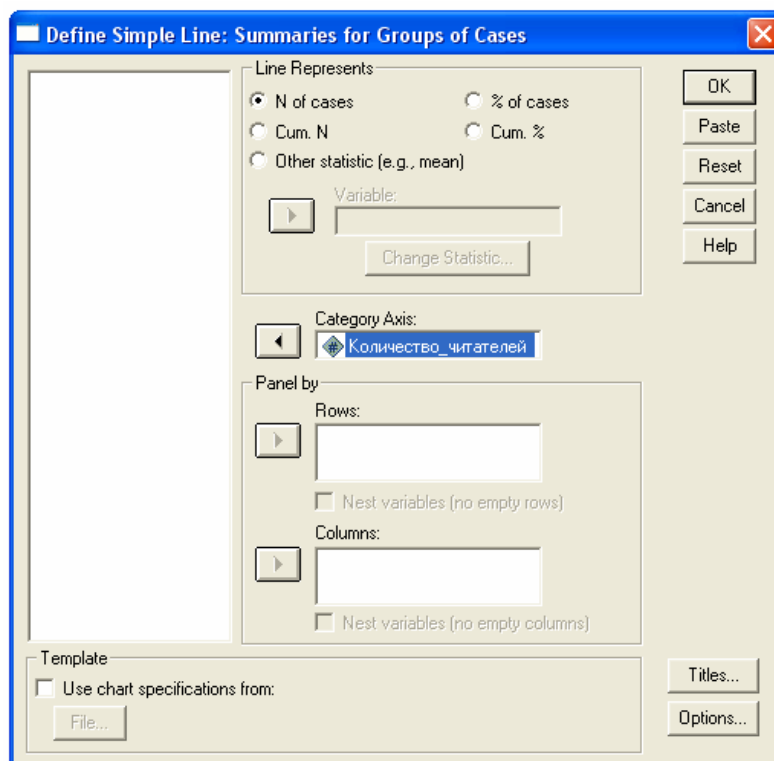 Define Simple Line: Summaries for Groups of Cases
Line Represents
N of cases
% of cases
Cum. N
Cum. %
Other statistic (e.g., mean)
Variable:
Change Statistic...
OK
Paste
Reset
Cancel
Help
Category Axis:
Количество_читателей
Panel by
Rows:
Nest variables (no empty rows)
Columns:
Nest variables (no empty columns)
Template
Use chart specifications from:
File...
Titles...
Options...